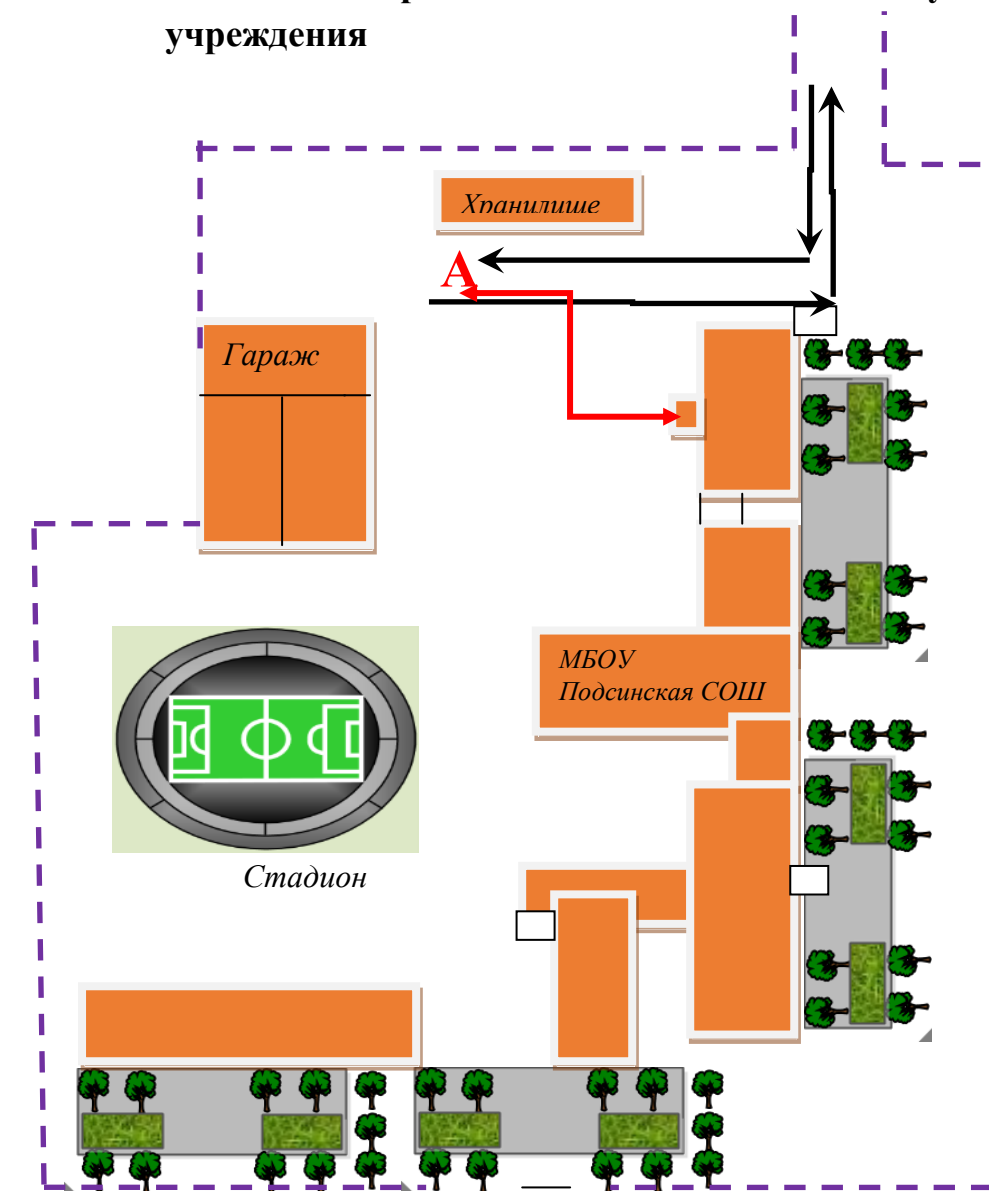 учреждения
Хранилище
А
Гараж
МБОУ
Подсинская СОШ
Стадион